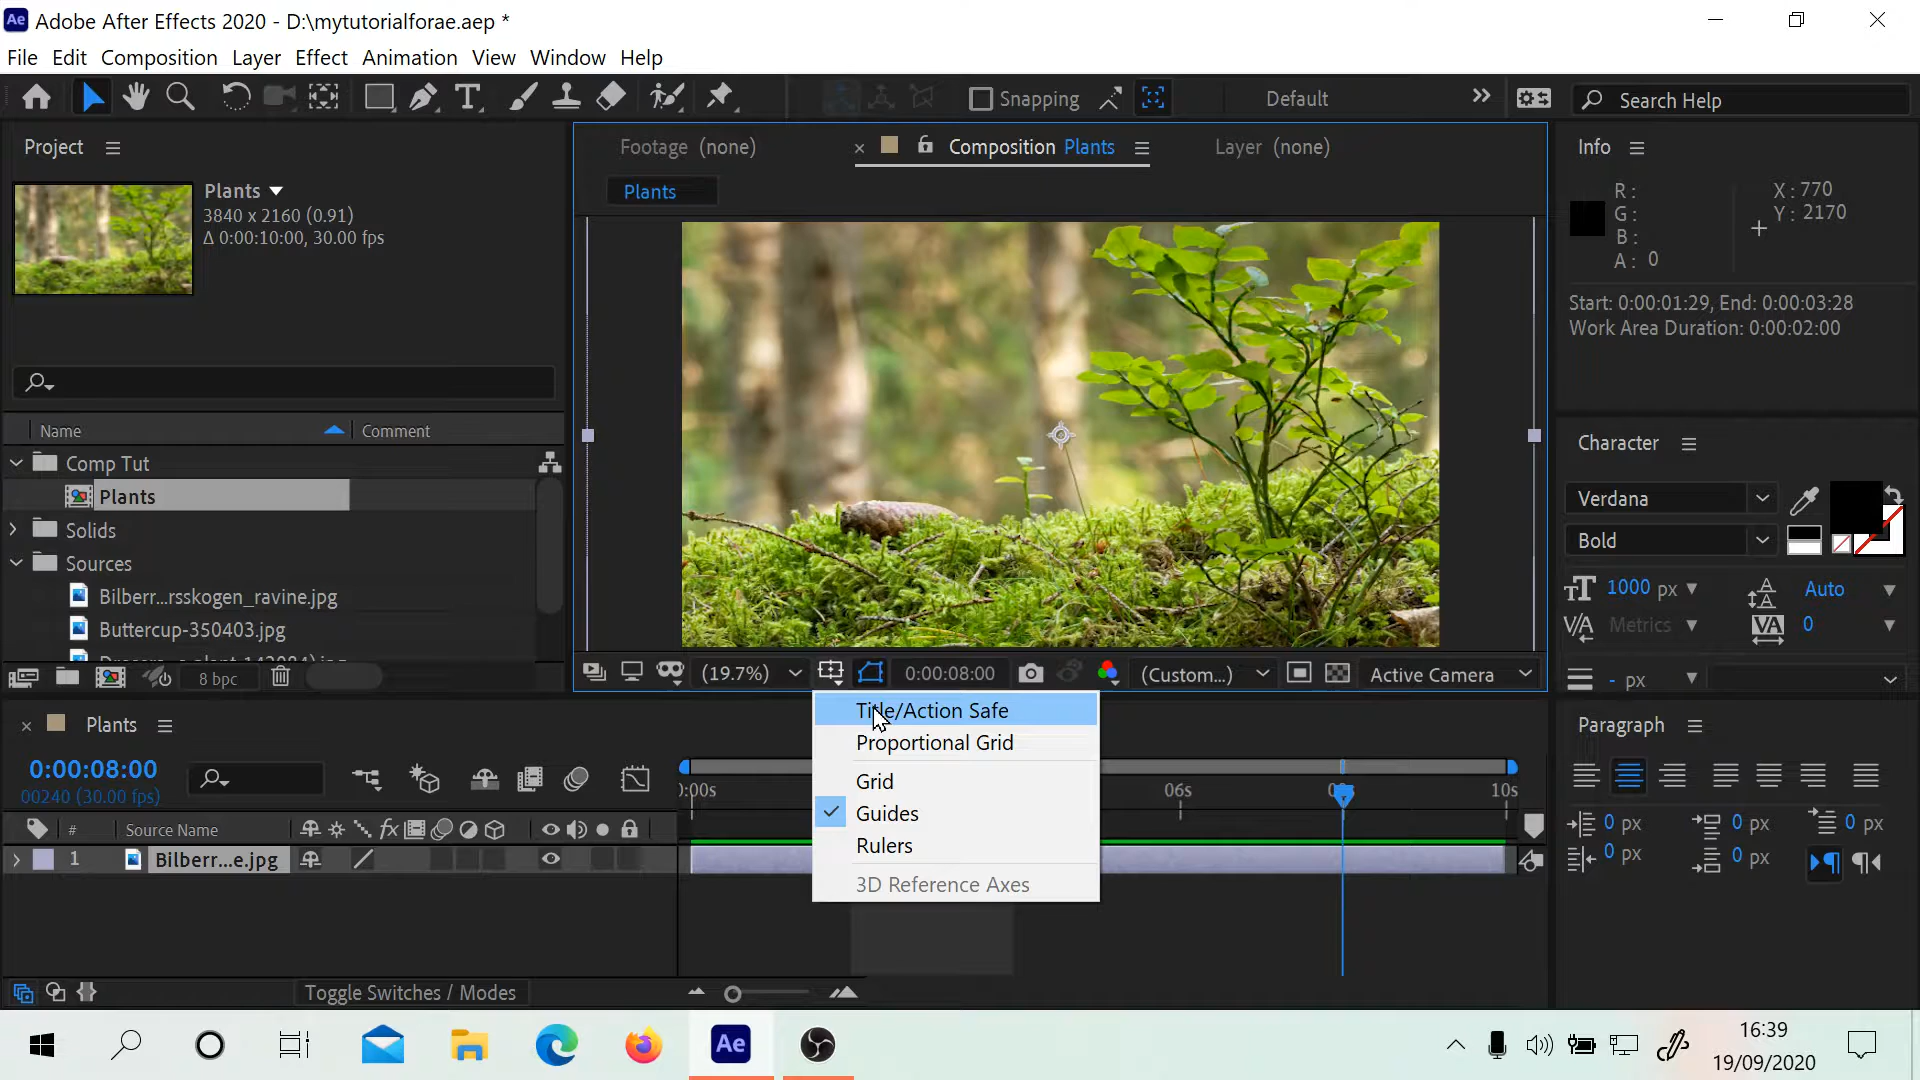 Ae Adobe After Effects 2020 - D:\mytutorialforae.aep *
File Edit Composition Layer Effect Animation View Window Help
Snapping
Default
Search Help
Project
Plants
3840 x 2160 (0.91)
Δ 0:00:10:00, 30.00 fps
Name
Comment
Comp Tut
Plants
Solids
Sources
Bilberr...rsskogen_ravine.jpg
Buttercup-350403.jpg
8 bpc
Footage (none)
Composition Plants
Layer (none)
Plants
(19.7%)
0:00:08:00
(Custom...)
Active Camera
Title/Action Safe
Proportional Grid
Grid
Guides
Rulers
3D Reference Axes
Info
R :
G :
B :
A : 0
X : 770
Y : 2170
Start: 0:00:01:29, End: 0:00:03:28
Work Area Duration: 0:00:02:00
Character
Verdana
Bold
1000 px
Auto
Metrics
0
- px
Paragraph
0 px
0 px
0 px
0 px
0 px
Plants
0:00:08:00
00240 (30.00 fps)
# Source Name
1 Bilberr...e.jpg
):00s
06s
10s
Toggle Switches / Modes
Ae
16:39
19/09/2020